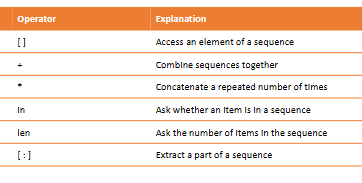 Operator Explanation
[] Access an element of a sequence
+ Combine sequences together
* Concatenate a repeated number of times
in Ask whether an item is in a sequence
len Ask the number of items in the sequence
[:] Extract a part of a sequence